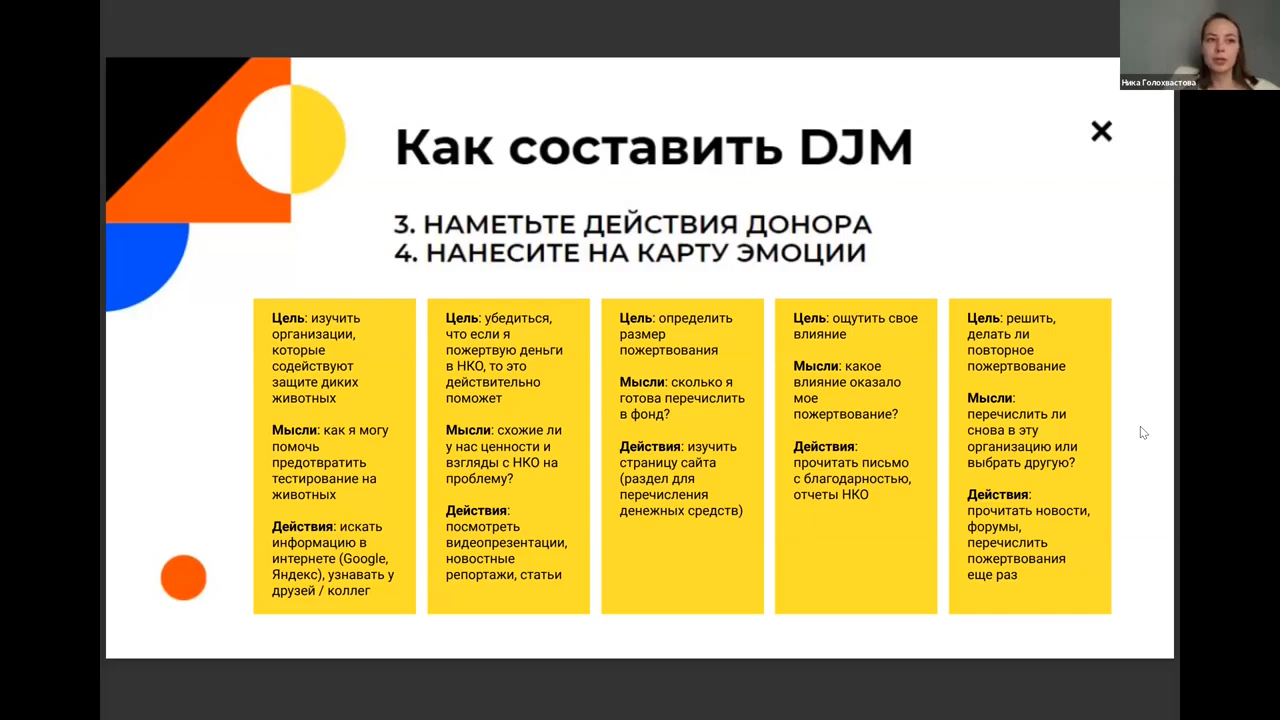 Ника Голохвастова
Как составить DJM
3. НАМЕТЬТЕ ДЕЙСТВИЯ ДОНОРА
4. НАНЕСИТЕ НА КАРТУ ЭМОЦИИ
Цель: изучить
организации,
которые
содействуют
защите диких
животных
Мысли: как я могу
помочь
предотвратить
тестирование на
животных
Действия: искать
информацию в
интернете (Google,
Яндекс), узнавать у
друзей / коллег
Цель: убедиться,
что если я
пожертвую деньги
в НКО, то это
действительно
поможет
Мысли: схожие ли
у нас ценности и
взгляды с НКО на
проблему?
Действия:
посмотреть
видеопрезентации,
новостные
репортажи, статьи
Цель: определить
размер
пожертвования
Мысли: сколько я
готова перечислить
в фонд?
Действия: изучить
страницу сайта
(раздел для
перечисления
денежных средств)
Цель: ощутить свое
влияние
Мысли: какое
влияние оказало
мое
пожертвование?
Действия:
прочитать письмо
с благодарностью,
отчеты НКО
Цель: решить,
делать ли
повторное
пожертвование
Мысли:
перечислить ли
снова в эту
организацию или
выбрать другую?
Действия:
прочитать новости,
форумы,
перечислить
пожертвования
еще раз